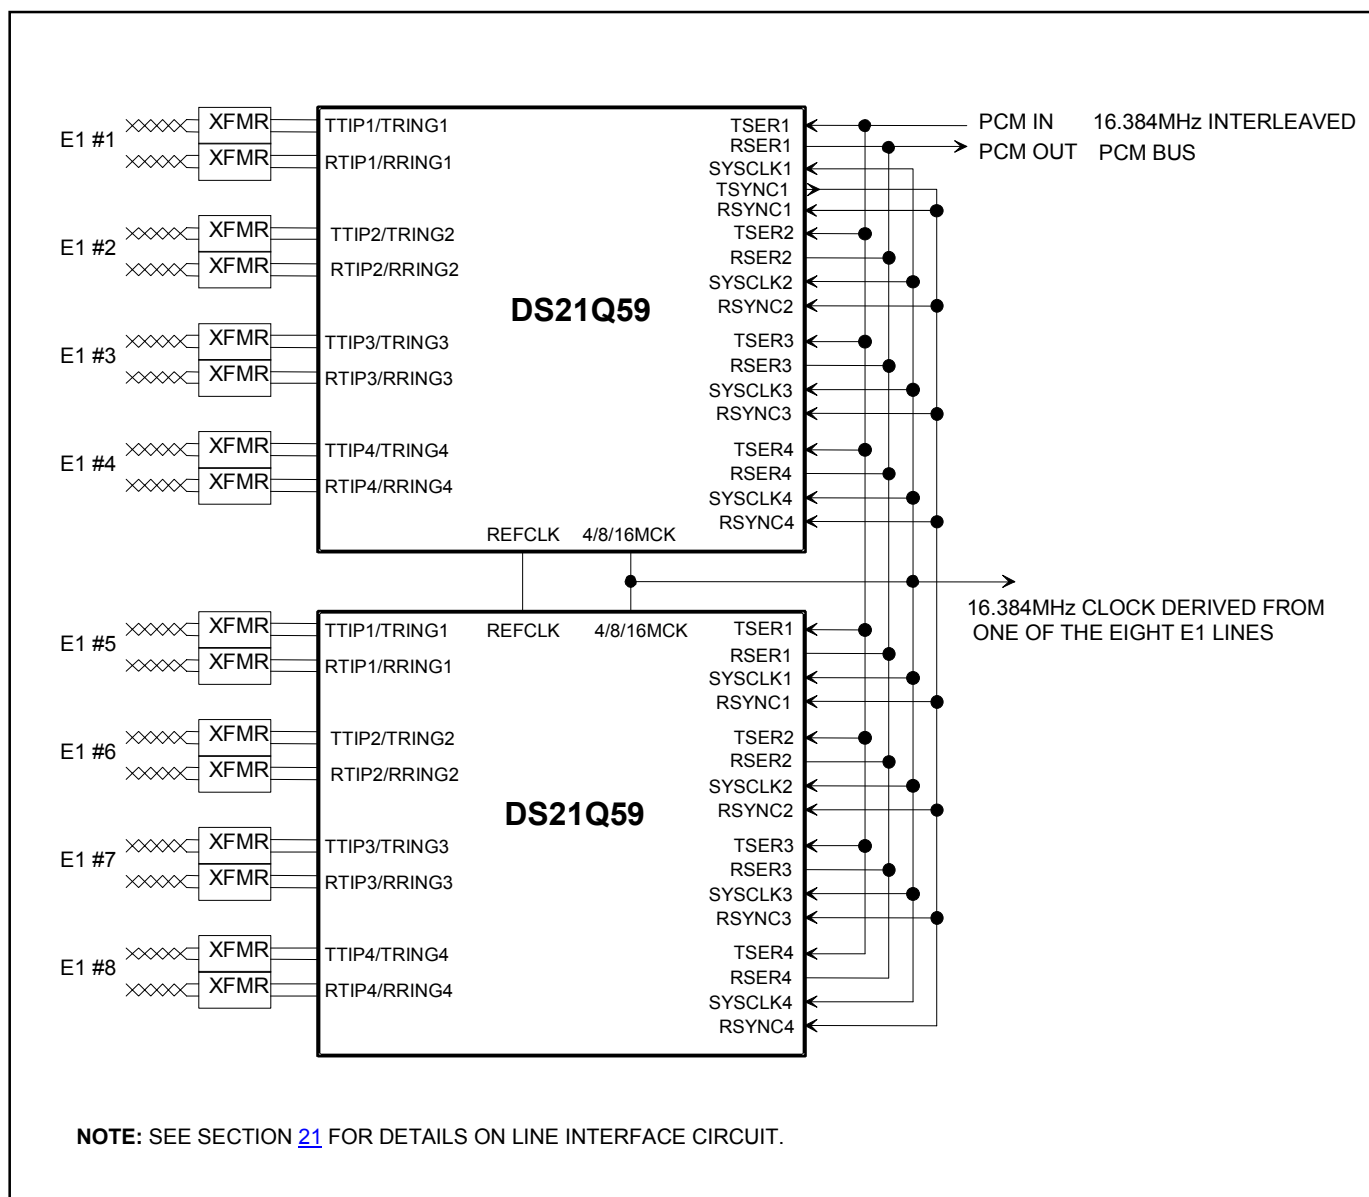 E1 #1
XFMR
TTIP1/TRING1
XFMR
RTIP1/RRING1
E1 #2
XFMR
TTIP2/TRING2
XFMR
RTIP2/RRING2
E1 #3
XFMR
TTIP3/TRING3
XFMR
RTIP3/RRING3
E1 #4
XFMR
TTIP4/TRING4
XFMR
RTIP4/RRING4
DS21Q59
TSER1
RSER1
SYSCLK1
TSYNC1
RSYNC1
TSER2
RSER2
SYSCLK2
RSYNC2
TSER3
RSER3
SYSCLK3
RSYNC3
TSER4
RSER4
SYSCLK4
RSYNC4
REFCLK 4/8/16MCK
PCM IN 16.384MHz INTERLEAVED
PCM OUT PCM BUS
16.384MHz CLOCK DERIVED FROM
ONE OF THE EIGHT E1 LINES
E1 #5
XFMR
TTIP1/TRING1
XFMR
RTIP1/RRING1
E1 #6
XFMR
TTIP2/TRING2
XFMR
RTIP2/RRING2
E1 #7
XFMR
TTIP3/TRING3
XFMR
RTIP3/RRING3
E1 #8
XFMR
TTIP4/TRING4
XFMR
RTIP4/RRING4
REFCLK 4/8/16MCK
DS21Q59
TSER1
RSER1
SYSCLK1
RSYNC1
TSER2
RSER2
SYSCLK2
RSYNC2
TSER3
RSER3
SYSCLK3
RSYNC3
TSER4
RSER4
SYSCLK4
RSYNC4
NOTE: SEE SECTION 21 FOR DETAILS ON LINE INTERFACE CIRCUIT.